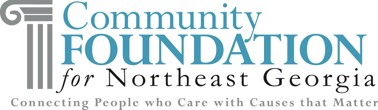 Community
FOUNDATION
for Northeast Georgia
Connecting People who Care with Causes that Matter